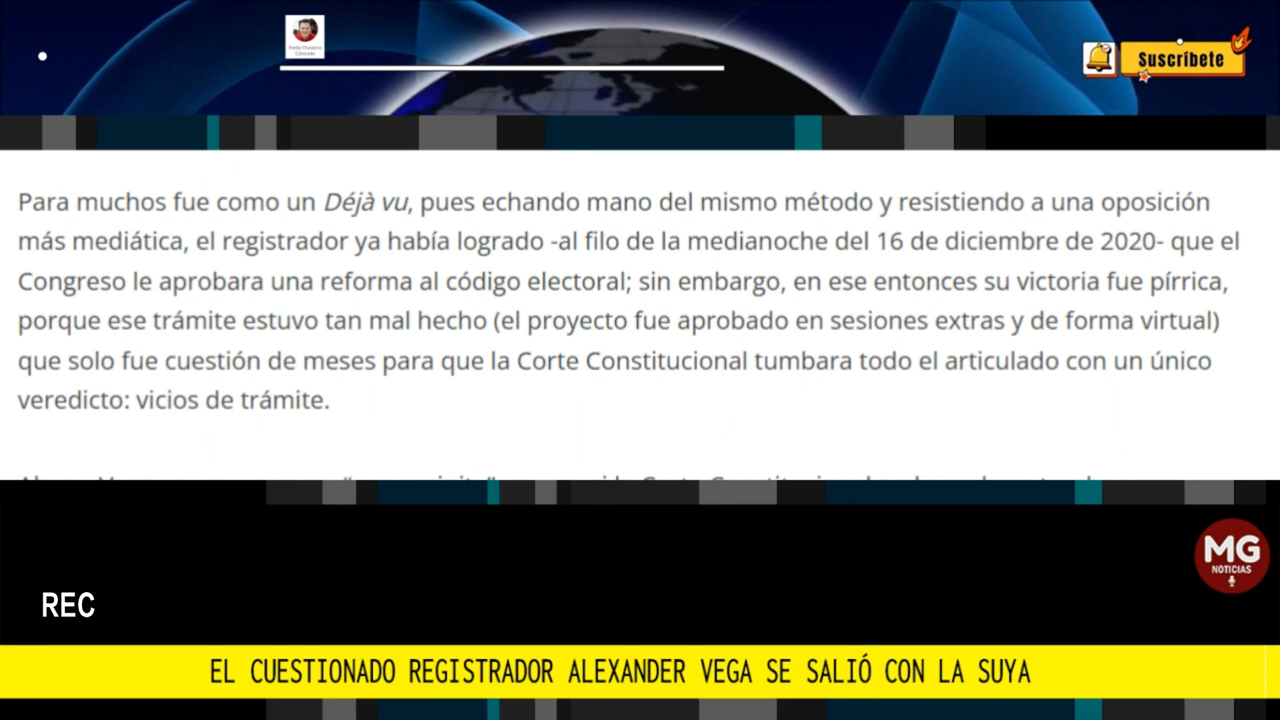 Fredy Chaverra
Colorado
Suscríbete
Para muchos fue como un Déjà vu, pues echando mano del mismo método y resistiendo a una oposición
más mediática, el registrador ya había logrado -al filo de la medianoche del 16 de diciembre de 2020- que el
Congreso le aprobara una reforma al código electoral; sin embargo, en ese entonces su victoria fue pírrica,
porque ese trámite estuvo tan mal hecho (el proyecto fue aprobado en sesiones extras y de forma virtual)
que solo fue cuestión de meses para que la Corte Constitucional tumbara todo el articulado con un único
veredicto: vicios de trámite.
MG
NOTICIAS
REC
EL CUESTIONADO REGISTRADOR ALEXANDER VEGA SE SALIÓ CON LA SUYA